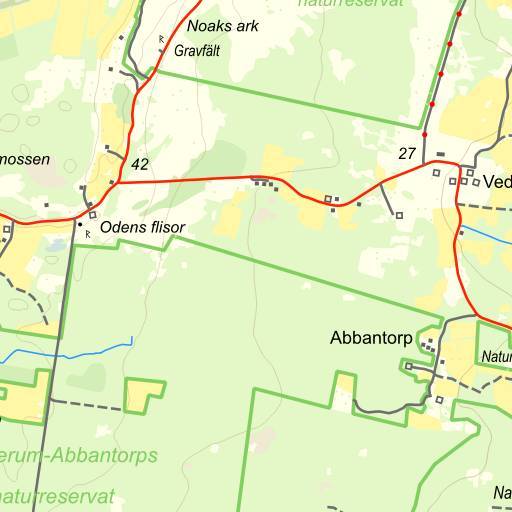 naturreservat
Noaks ark
R
Gravfält
27
42
mossen
Ved
Odens flisor
R
Abbantorp
Natur
erum-Abbantorps
naturreservat
Na